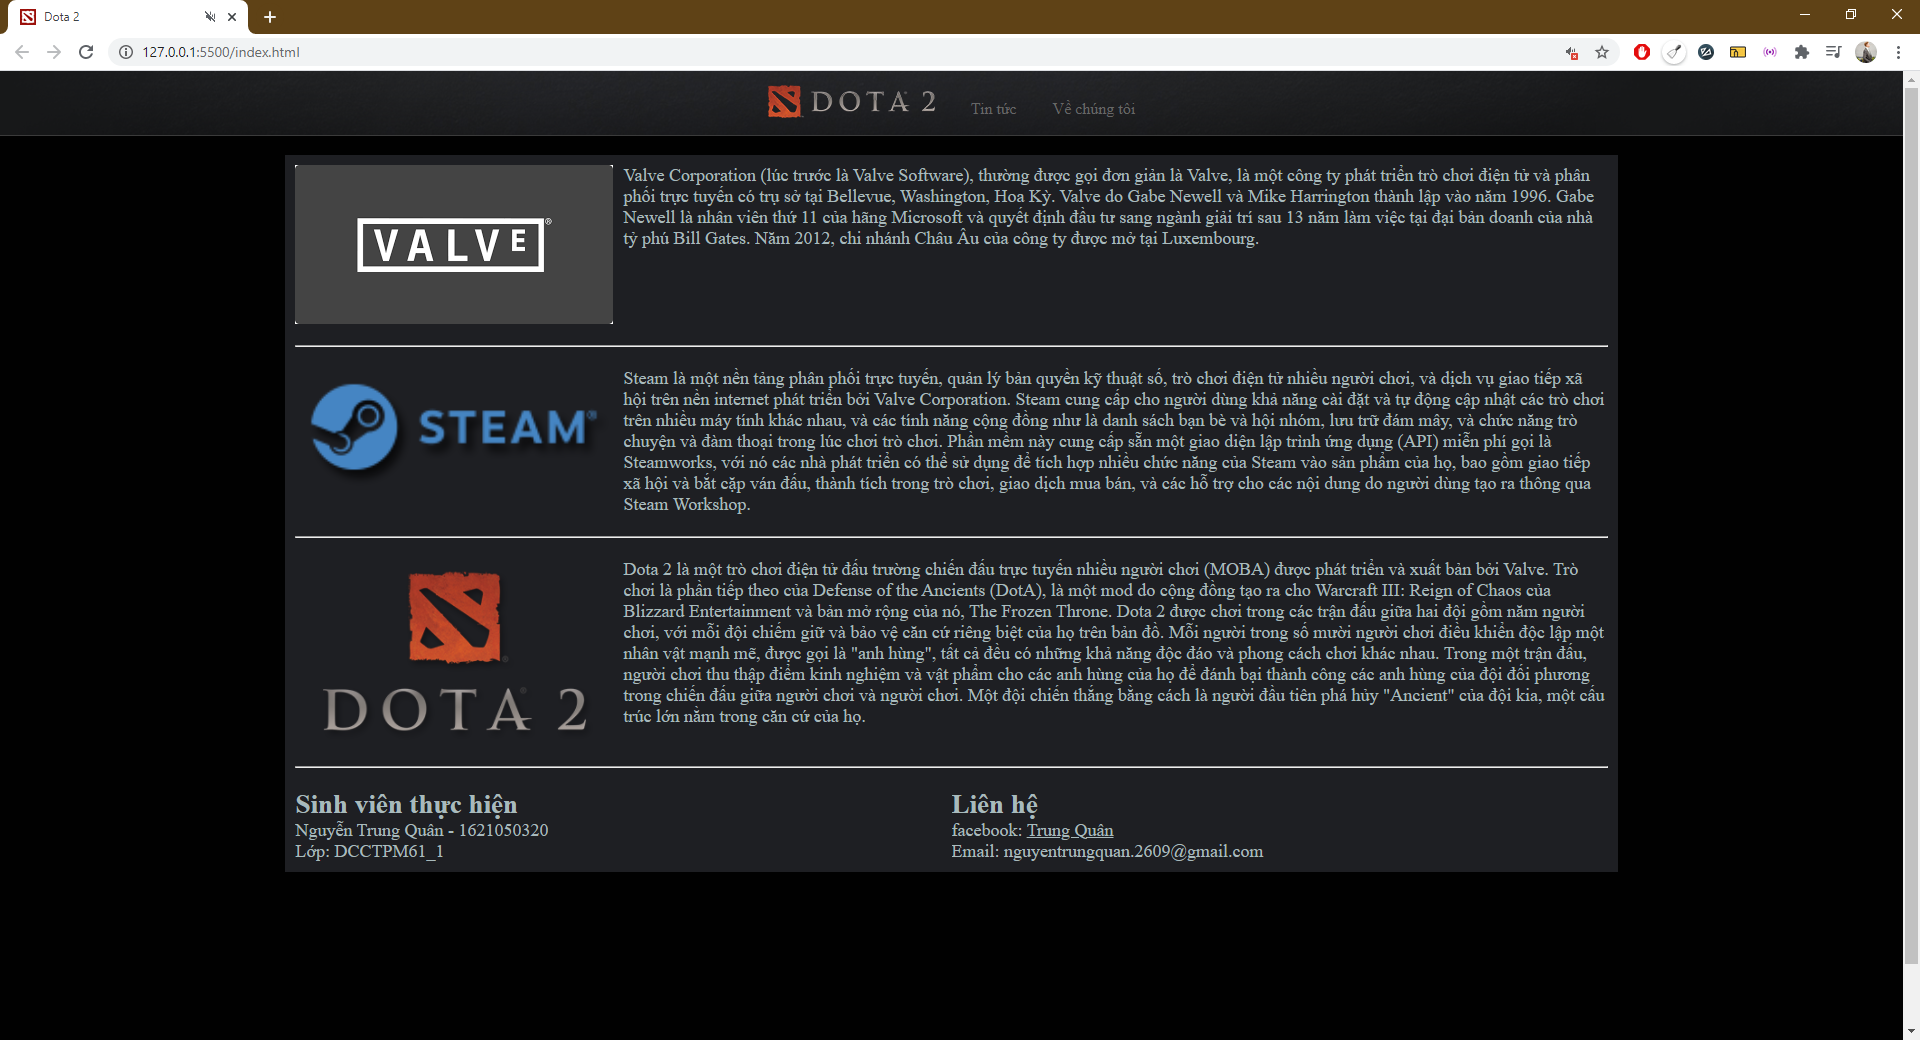 Dota 2
127.0.0.1:5500/index.html
DOTA 2 Tin tức Về chúng tôi
VALVE®
Valve Corporation (lúc trước là Valve Software), thường được gọi đơn giản là Valve, là một công ty phát triển trò chơi điện tử và phân
phối trực tuyến có trụ sở tại Bellevue, Washington, Hoa Kỳ. Valve do Gabe Newell và Mike Harrington thành lập vào năm 1996. Gabe
Newell là nhân viên thứ 11 của hãng Microsoft và quyết định đầu tư sang ngành giải trí sau 13 năm làm việc tại đại bản doanh của nhà
tỷ phú Bill Gates. Năm 2012, chi nhánh Châu Âu của công ty được mở tại Luxembourg.
STEAM®
Steam là một nền tảng phân phối trực tuyến, quản lý bản quyền kỹ thuật số, trò chơi điện tử nhiều người chơi, và dịch vụ giao tiếp xã
hội trên nền internet phát triển bởi Valve Corporation. Steam cung cấp cho người dùng khả năng cài đặt và tự động cập nhật các trò chơi
trên nhiều máy tính khác nhau, và các tính năng cộng đồng như là danh sách bạn bè và hội nhóm, lưu trữ đám mây, và chức năng trò
chuyện và đàm thoại trong lúc chơi trò chơi. Phần mềm này cung cấp sẵn một giao diện lập trình ứng dụng (API) miễn phí gọi là
Steamworks, với nó các nhà phát triển có thể sử dụng để tích hợp nhiều chức năng của Steam vào sản phẩm của họ, bao gồm giao tiếp
xã hội và bắt cặp ván đấu, thành tích trong trò chơi, giao dịch mua bán, và các hỗ trợ cho các nội dung do người dùng tạo ra thông qua
Steam Workshop.
DOTA 2
Dota 2 là một trò chơi điện tử đấu trường chiến đấu trực tuyến nhiều người chơi (MOBA) được phát triển và xuất bản bởi Valve. Trò
chơi là phần tiếp theo của Defense of the Ancients (DotA), là một mod do cộng đồng tạo ra cho Warcraft III: Reign of Chaos của
Blizzard Entertainment và bản mở rộng của nó, The Frozen Throne. Dota 2 được chơi trong các trận đấu giữa hai đội gồm năm người
chơi, với mỗi đội chiếm giữ và bảo vệ căn cứ riêng biệt của họ trên bản đồ. Mỗi người trong số mười người chơi điều khiển độc lập một
nhân vật mạnh mẽ, được gọi là "anh hùng", tất cả đều có những khả năng độc đáo và phong cách chơi khác nhau. Trong một trận đấu,
người chơi thu thập điểm kinh nghiệm và vật phẩm cho các anh hùng của họ để đánh bại thành công các anh hùng của đội đối phương
trong chiến đấu giữa người chơi và người chơi. Một đội chiến thắng bằng cách là người đầu tiên phá hủy "Ancient" của đội kia, một cấu
trúc lớn nằm trong căn cứ của họ.
Sinh viên thực hiện
Nguyễn Trung Quân - 1621050320
Lớp: DCCTPM61_1
Liên hệ
facebook: Trung Quân
Email: nguyentrungquan.2609@gmail.com